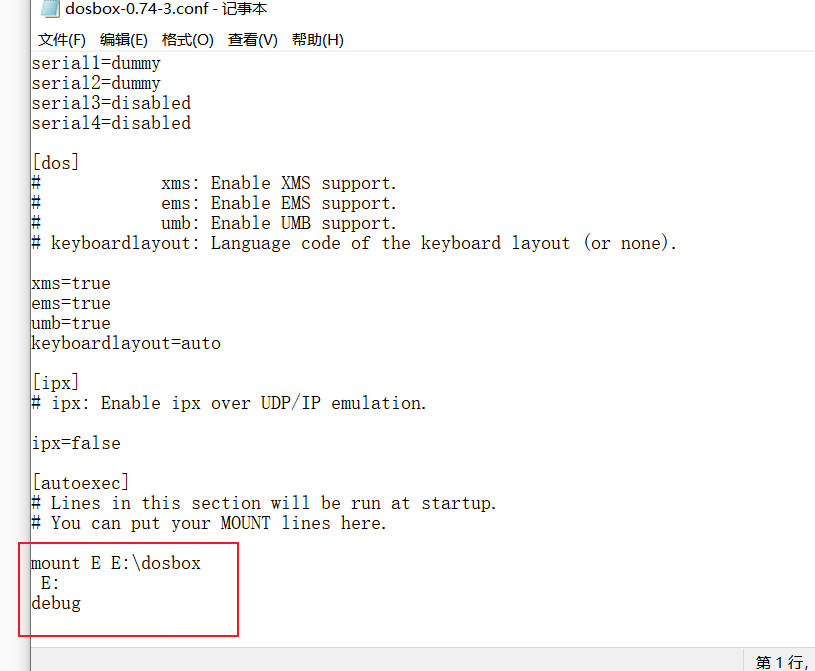 dosbox-0.74-3.conf - 记事本
文件(F) 编辑(E) 格式(O) 查看(V) 帮助(H)
serial1=dummy
serial2=dummy
serial3=disabled
serial4=disabled
[dos]
# xms: Enable XMS support.
# ems: Enable EMS support.
# umb: Enable UMB support.
# keyboardlayout: Language code of the keyboard layout (or none).
xms=true
ems=true
umb=true
keyboardlayout=auto
[ipx]
# ipx: Enable ipx over UDP/IP emulation.
ipx=false
[autoexec]
# Lines in this section will be run at startup.
# You can put your MOUNT lines here.
mount E E:\dosbox
E:
debug
第 1 行,